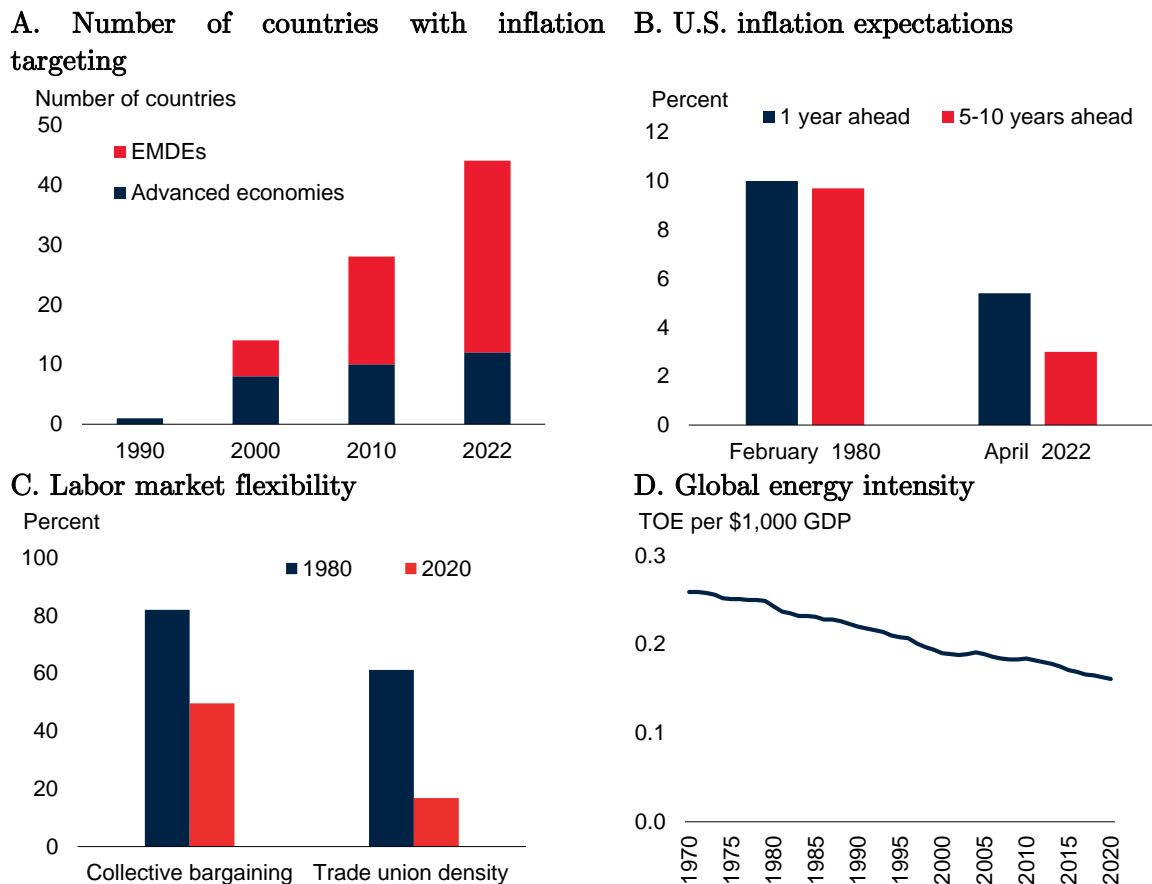 A. Number of countries with inflation
targeting
Number of countries
50
EMDEs
40
Advanced economies
30
20
10
0
1990 2000 2010 2022
B. U.S. inflation expectations
Percent
1 year ahead 5-10 years ahead
12
10
8
6
4
2
0
February 1980 April 2022
C. Labor market flexibility
Percent
100
1980 2020
80
60
40
20
0
Collective bargaining Trade union density
D. Global energy intensity
TOE per $1,000 GDP
0.3
0.2
0.1
0.0
1970 1975 1980 1985 1990 1995 2000 2005 2010 2015 2020